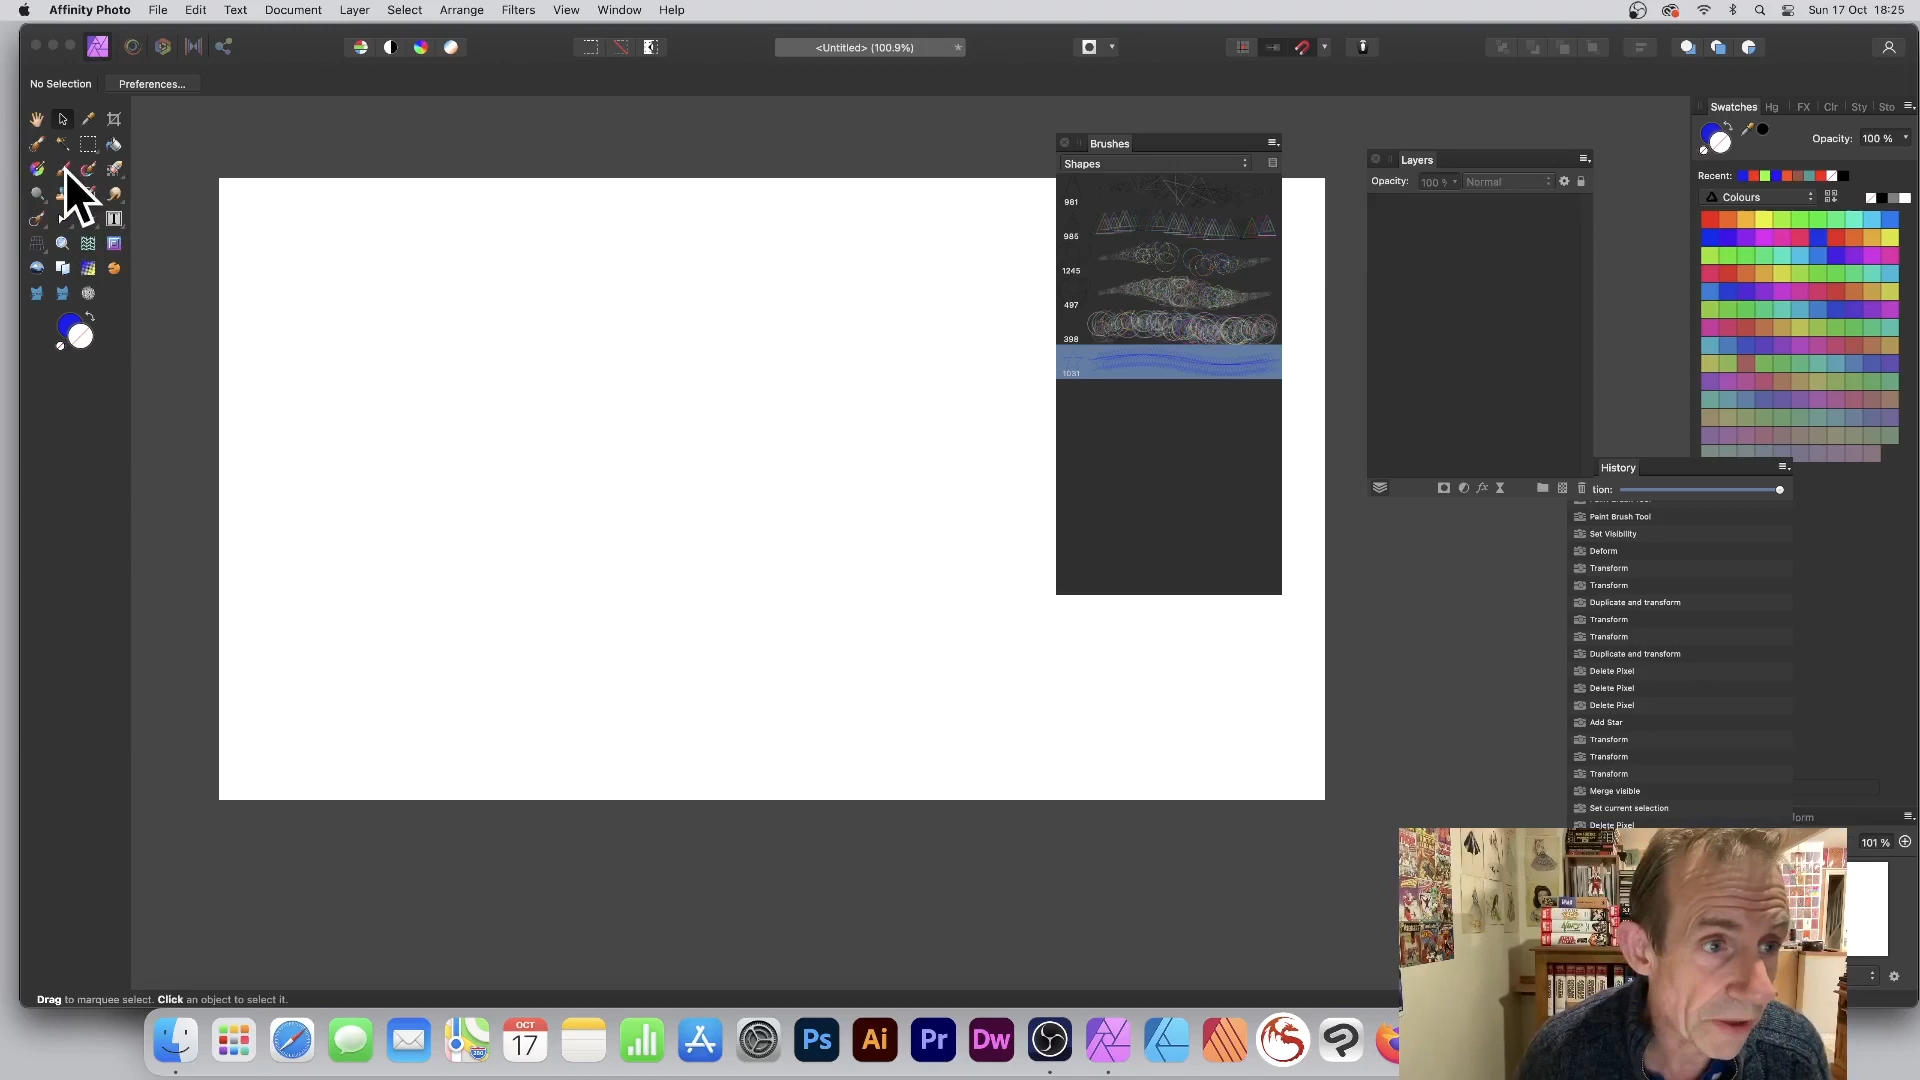 Affinity Photo File Edit Text Document Layer Select Arrange Filters View Window Help Sun 17 Oct 18:25
<Untitled> (100.9%)
No Selection Preferences...
Swatches Hg FX Clr Sty Sto
Opacity: 100 %
Recent:
Colours
Brushes
Shapes
981
985
1245
497
398
1031
Layers
Opacity: 100 % Normal
History
tion:
Paint Brush Tool
Set Visibility
Deform
Transform
Transform
Duplicate and transform
Transform
Transform
Duplicate and transform
Delete Pixel
Delete Pixel
Delete Pixel
Add Star
Transform
Transform
Transform
Merge visible
Set current selection
Delete Pixel
form
101 %
Drag to marquee select. Click an object to select it.
OCT
17
280
Ps
Ai
Pr
Dw